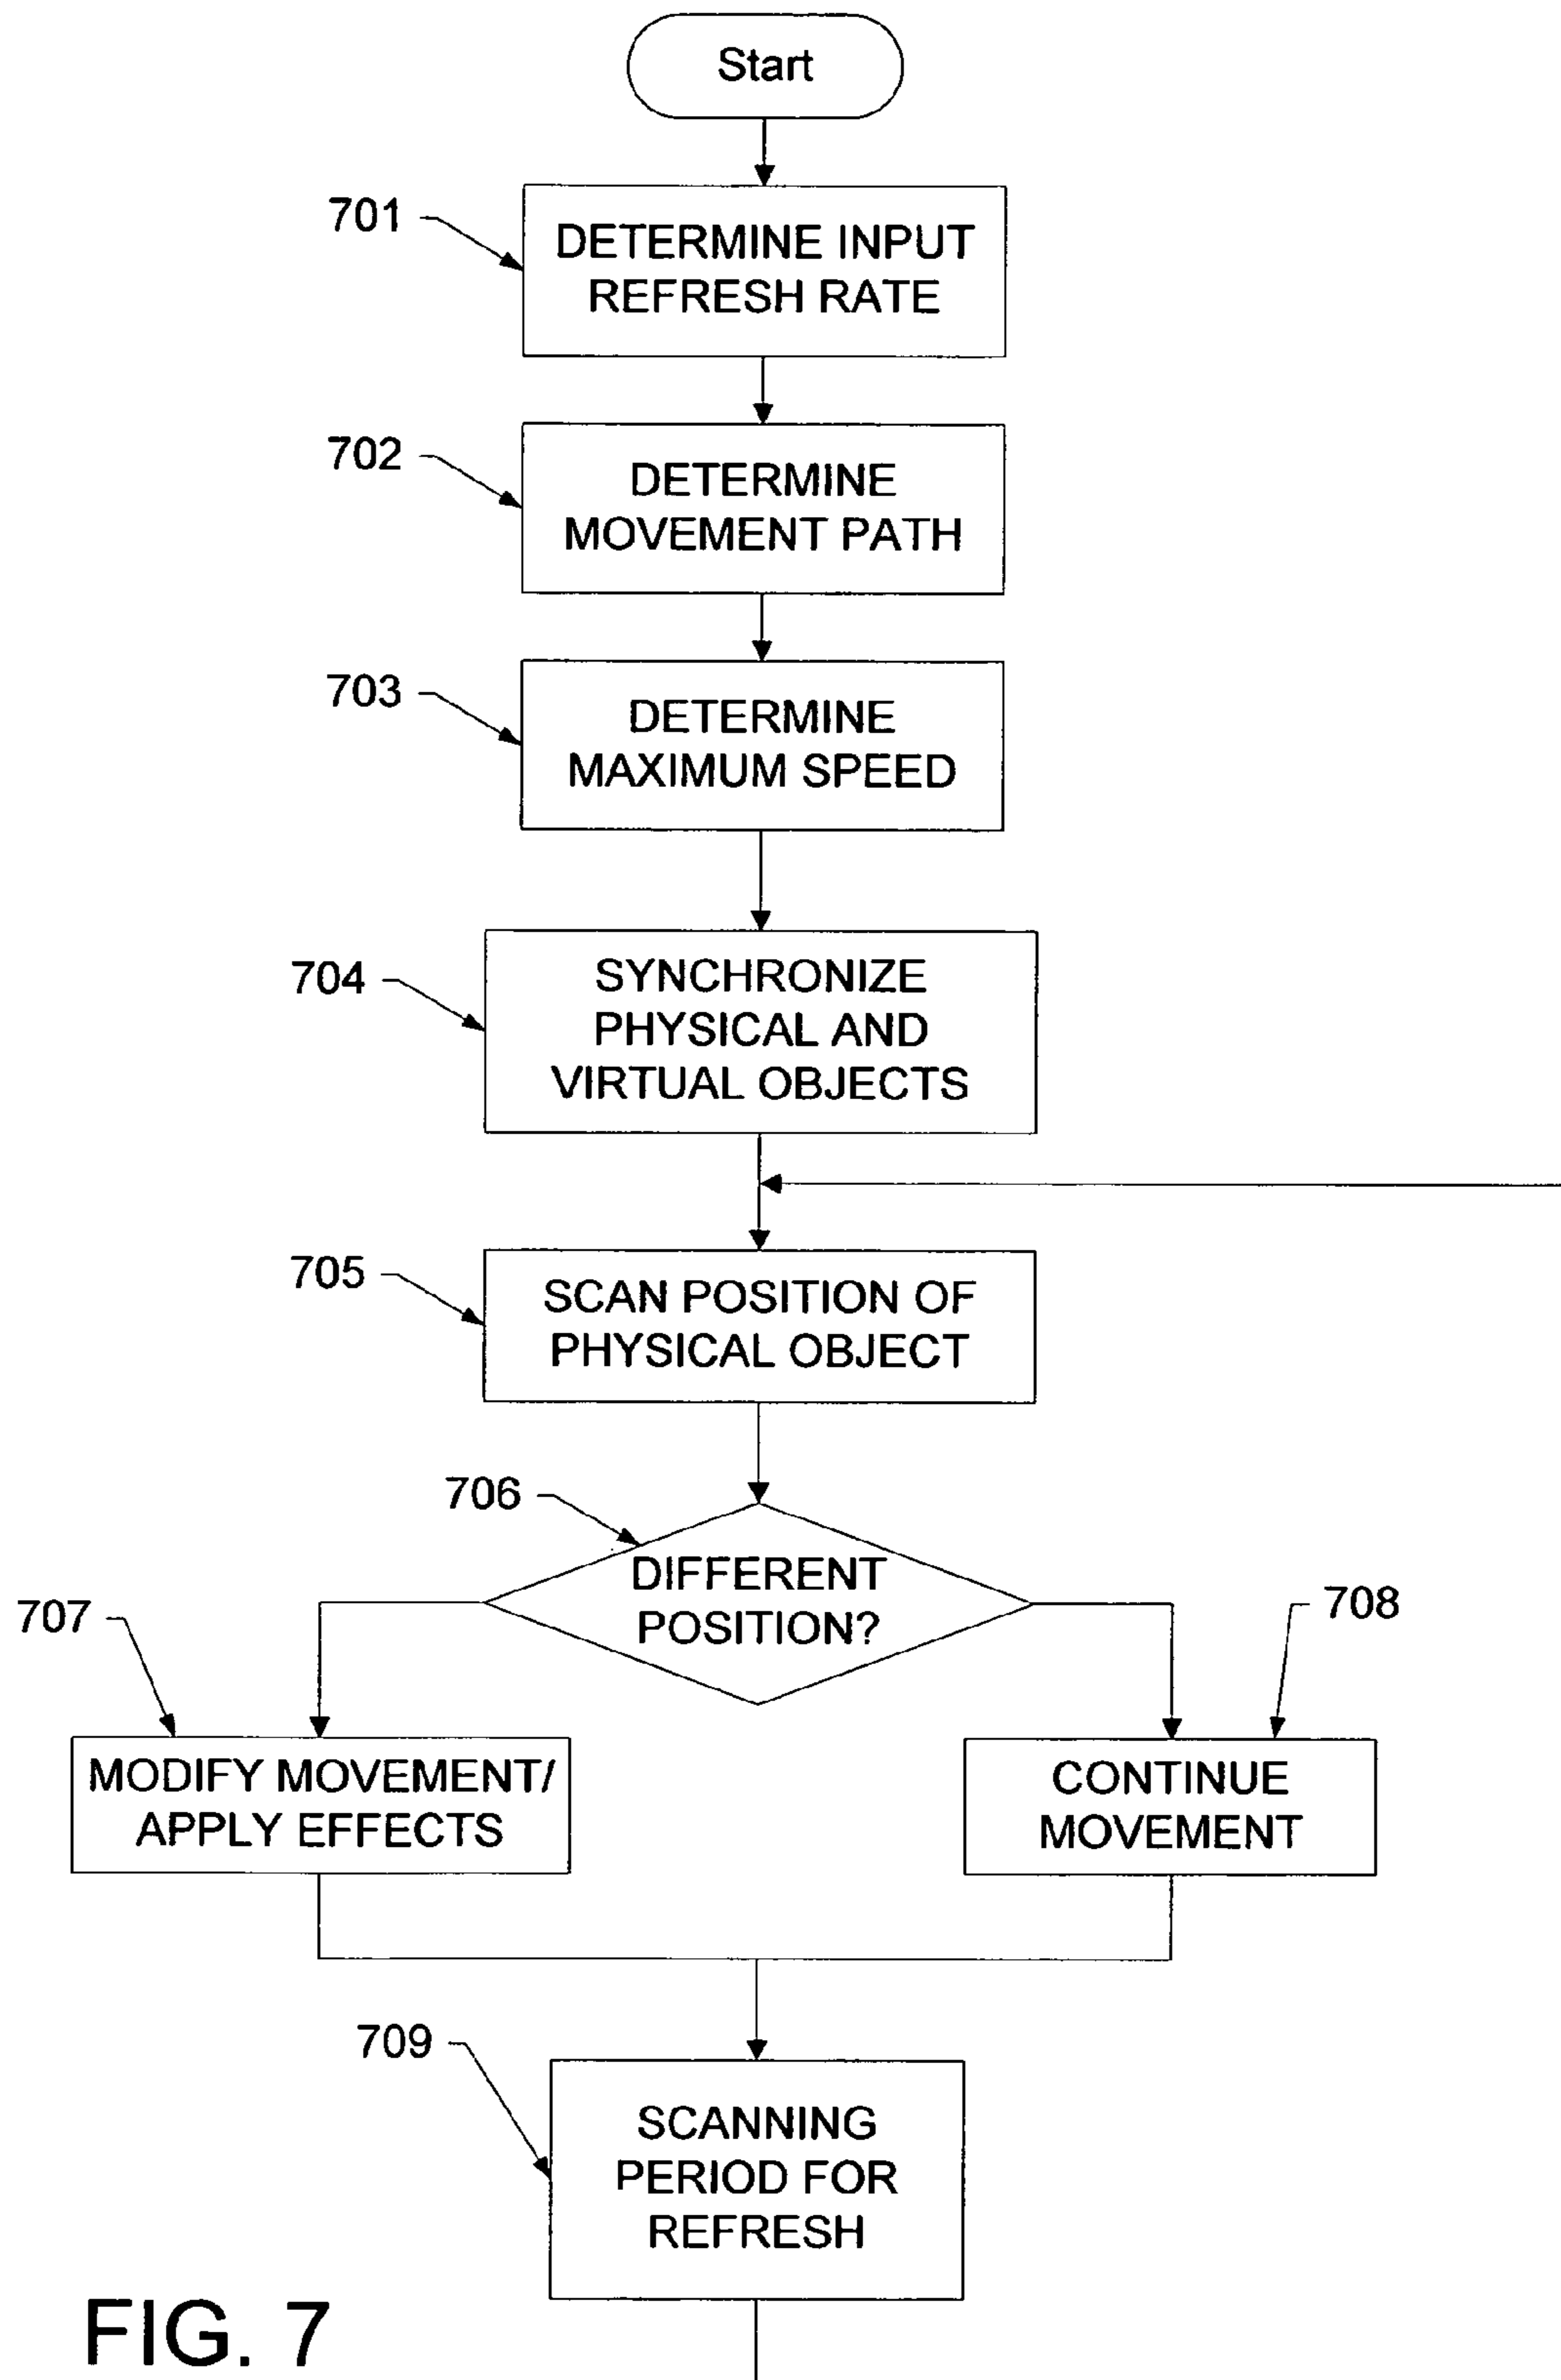 Start
701
DETERMINE INPUT
REFRESH RATE
702
DETERMINE
MOVEMENT PATH
703
DETERMINE
MAXIMUM SPEED
704
SYNCHRONIZE
PHYSICAL AND
VIRTUAL OBJECTS
705
SCAN POSITION OF
PHYSICAL OBJECT
706
DIFFERENT
POSITION?
707
MODIFY MOVEMENT/
APPLY EFFECTS
708
CONTINUE
MOVEMENT
709
SCANNING
PERIOD FOR
REFRESH
FIG. 7